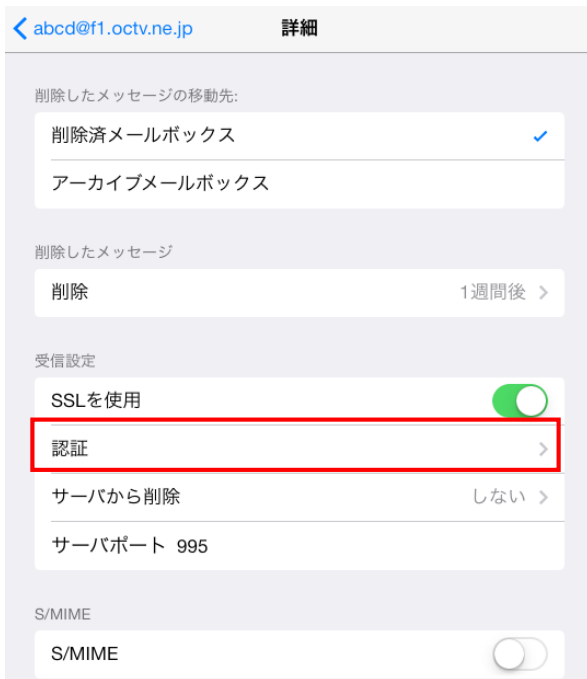 abcd@f1.octv.ne.jp 詳細
削除したメッセージの移動先:
削除済メールボックス
アーカイブメールボックス
削除したメッセージ
削除 1週間後
受信設定
SSLを使用
認証
サーバから削除 しない
サーバポート 995
S/MIME
S/MIME